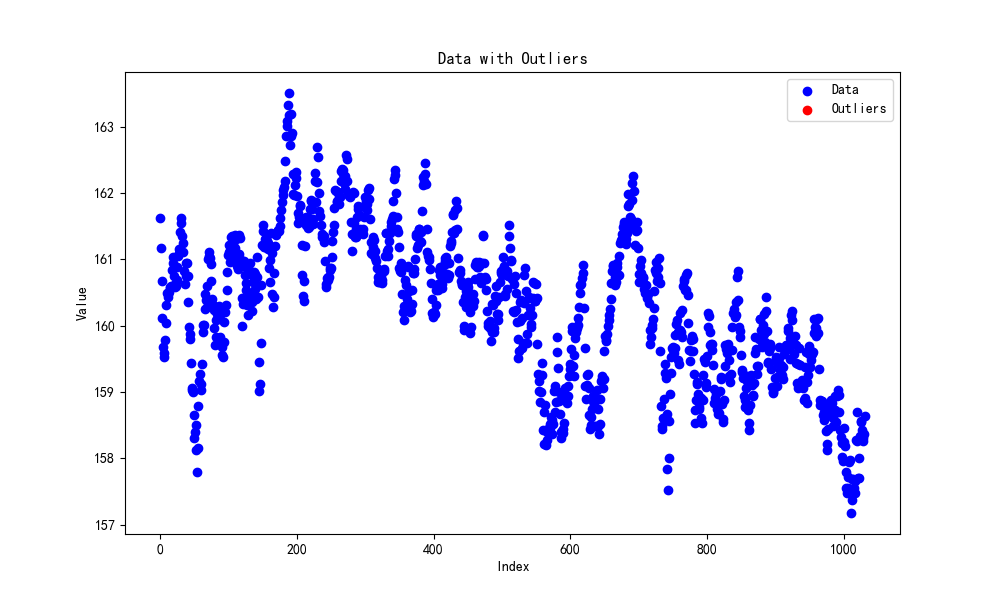 Data with Outliers
Data
Outliers
163
162
161
160
159
158
157
Value
0 200 400 600 800 1000
Index